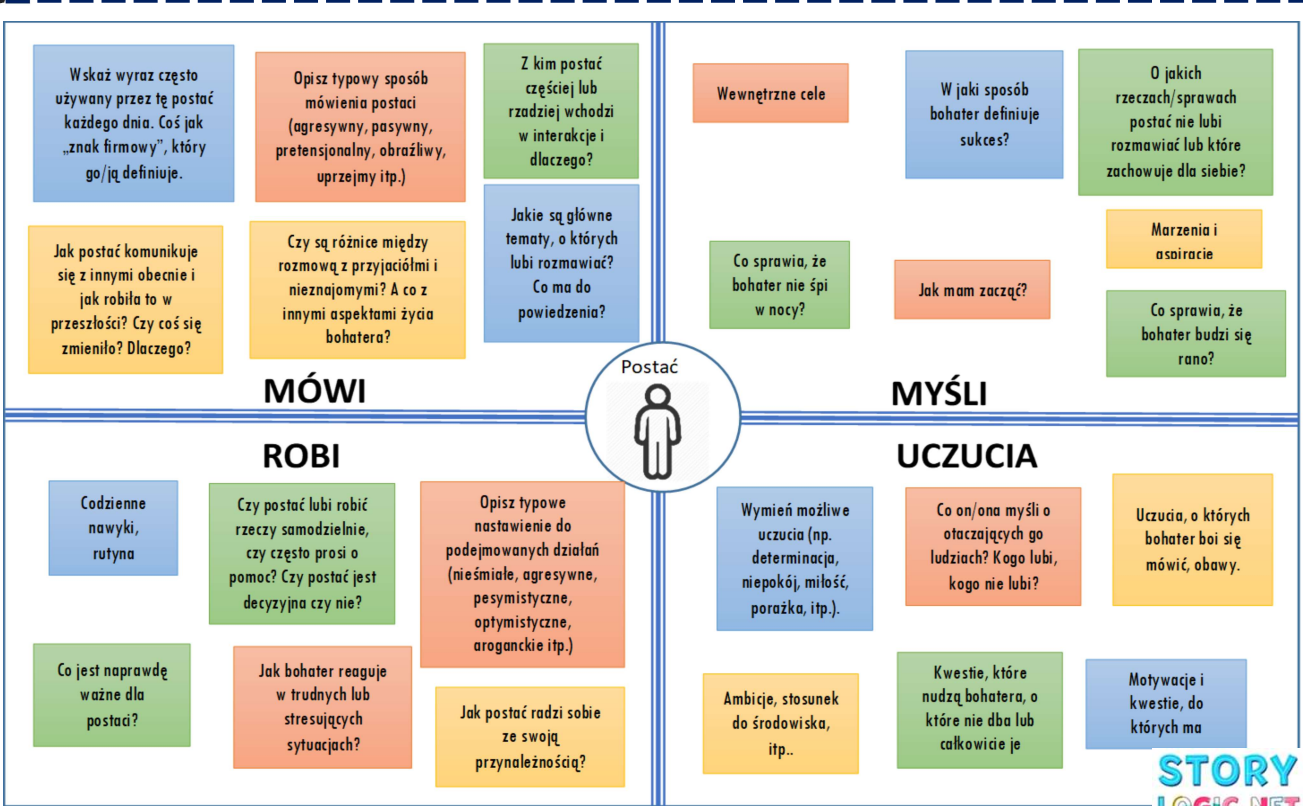 Wskaż wyraz często
używany przez tę postać
każdego dnia. Coś jak
„znak firmowy”, który
go/ją definiuje.
Opisz typowy sposób
mówienia postaci
(agresywny, pasywny,
pretensjonalny, obraźliwy,
uprzejmy itp.)
Z kim postać
częściej lub
rzadziej wchodzi
w interakcje i
dlaczego?
Jak postać komunikuje
się z innymi obecnie i
jak robiła to w
przeszłości? Czy coś się
zmieniło? Dlaczego?
Czy są różnice między
rozmową z przyjaciółmi i
nieznajomymi? A co z
innymi aspektami życia
bohatera?
Jakie są główne
tematy, o których
lubi rozmawiać?
Co ma do
powiedzenia?
MÓWI
Wewnętrzne cele
W jaki sposób
bohater definiuje
sukces?
O jakich
rzeczach/sprawach
postać nie lubi
rozmawiać lub które
zachowuje dla siebie?
Co sprawia, że
bohater nie śpi
w nocy?
Jak mam zacząć?
Marzenia i
aspiracje
Co sprawia, że
bohater budzi się
rano?
MYŚLI
Postać
ROBI
Codzienne
nawyki,
rutyna
Czy postać lubi robić
rzeczy samodzielnie,
czy często prosi o
pomoc? Czy postać jest
decyzyjna czy nie?
Opisz typowe
nastawienie do
podejmowanych działań
(nieśmiałe, agresywne,
pesymistyczne,
optymistyczne,
aroganckie itp.)
Co jest naprawdę
ważne dla
postaci?
Jak bohater reaguje
w trudnych lub
stresujących
sytuacjach?
Jak postać radzi sobie
ze swoją
przynależnością?
UCZUCIA
Wymień możliwe
uczucia (np.
determinacja,
niepokój, miłość,
porażka, itp.).
Co on/ona myśli o
otaczających go
ludziach? Kogo lubi,
kogo nie lubi?
Uczucia, o których
bohater boi się
mówić, obawy.
Ambicje, stosunek
do środowiska,
itp..
Kwestie, które
nudzą bohatera, o
które nie dba lub
całkowicie je
Motywacje i
kwestie, do
których ma
STORY
LOGIC.NET